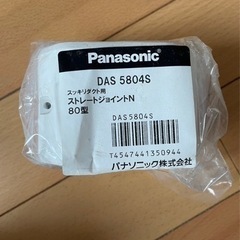 Panasonic
DAS 5804S
スッキリダクト用
ストレートジョイントN
80型
DAS5804S
T4547441350944
パナソニック株式会社